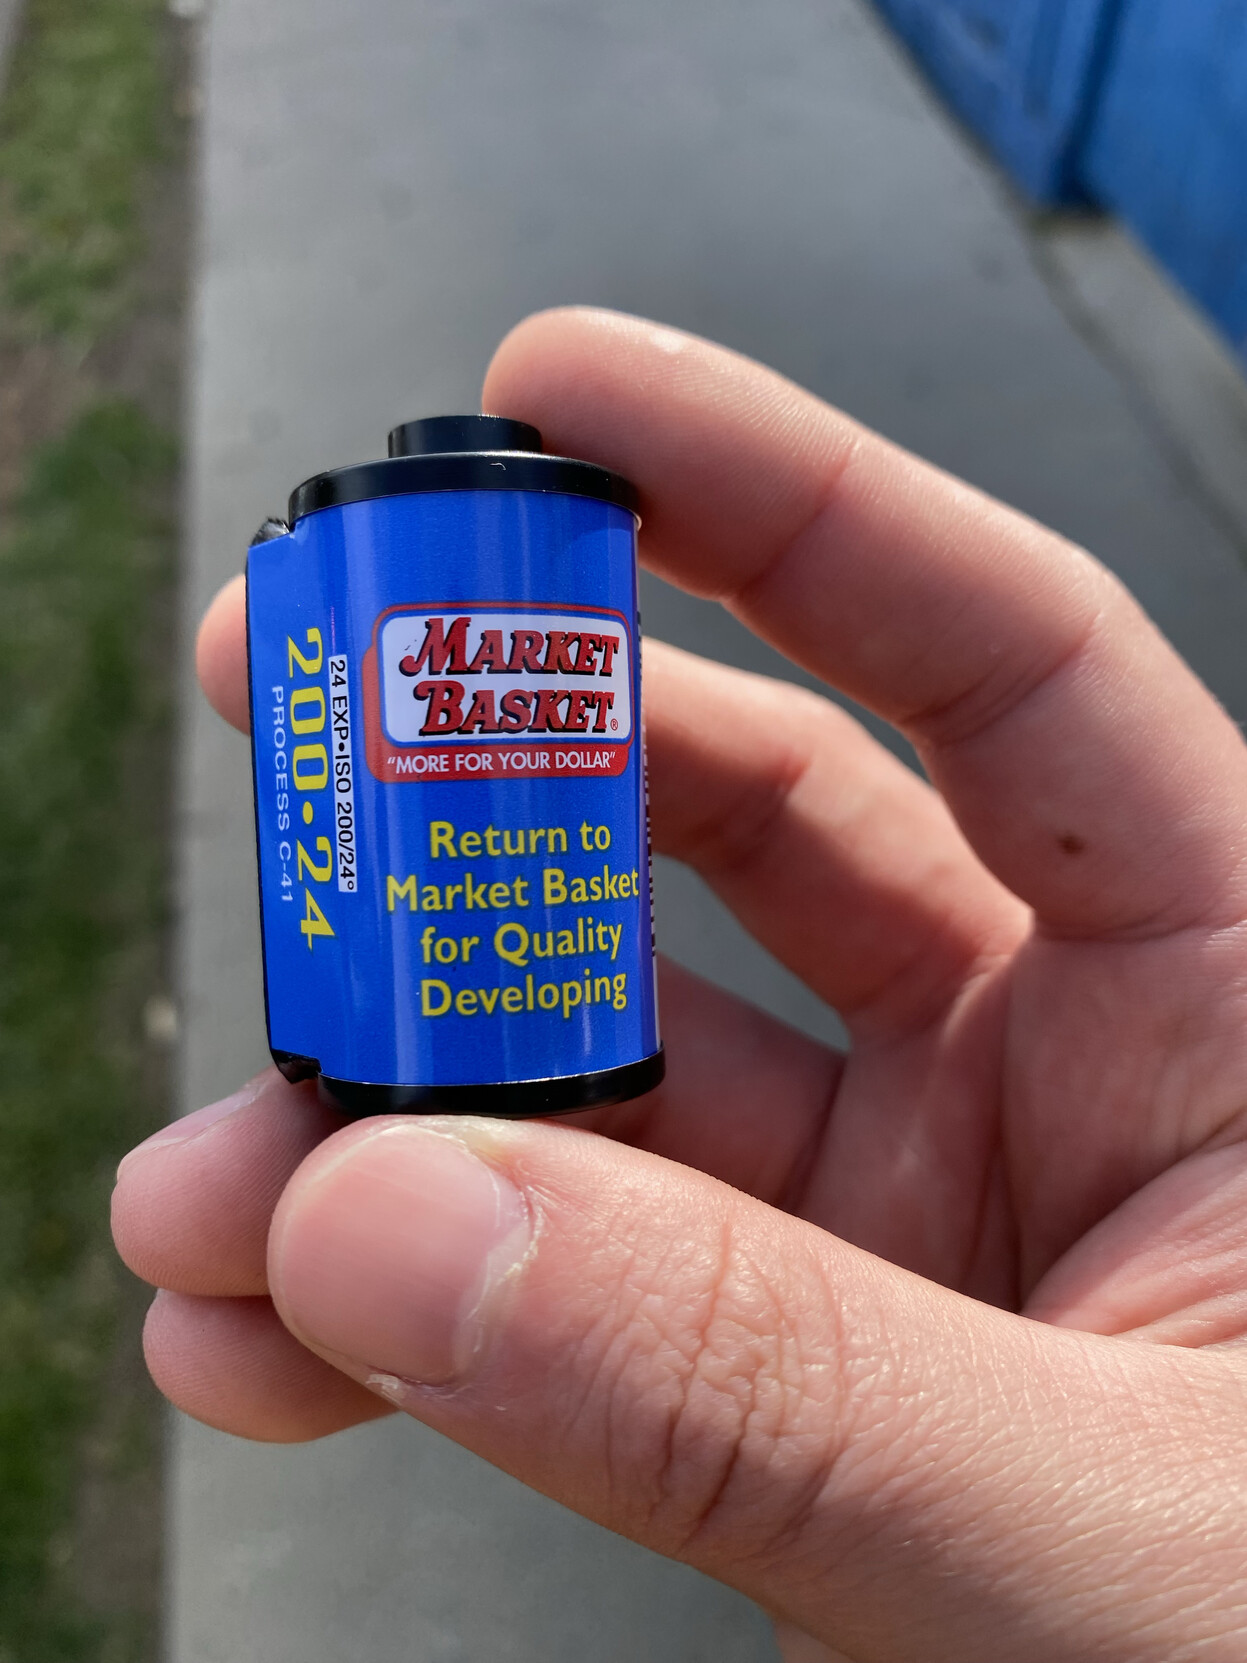 MARKET
BASKET®
"MORE FOR YOUR DOLLAR"
Return to
Market Basket
for Quality
Developing
24 EXP•ISO 200/24°
200•24
PROCESS C-41